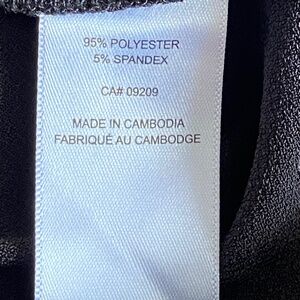 95% POLYESTER
5% SPANDEX
CA# 09209
MADE IN CAMBODIA
FABRIQUÉ AU CAMBODGE